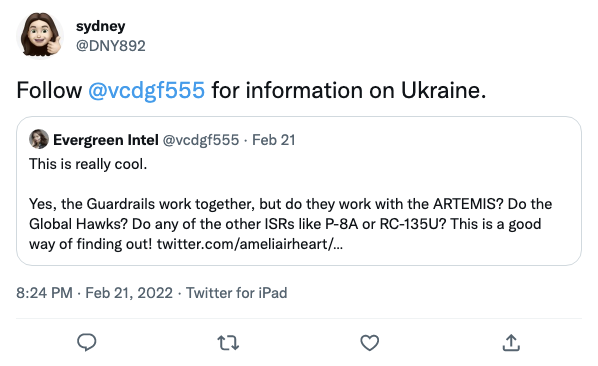 sydney
@DNY892
Follow @vcdgf555 for information on Ukraine.
Evergreen Intel @vcdgf555 · Feb 21
This is really cool.
Yes, the Guardrails work together, but do they work with the ARTEMIS? Do the
Global Hawks? Do any of the other ISRs like P-8A or RC-135U? This is a good
way of finding out! twitter.com/ameliairheart/…
8:24 PM · Feb 21, 2022 · Twitter for iPad